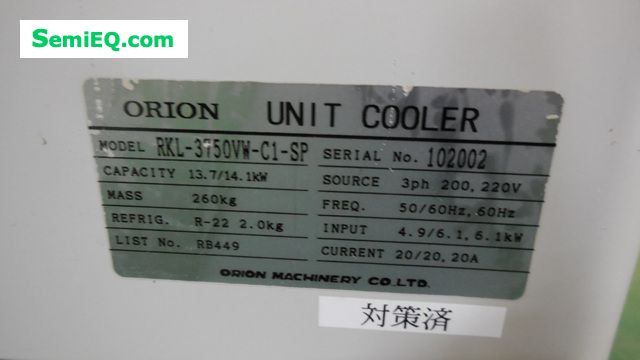 SemiEQ.com
ORION UNIT COOLER
MODEL RKL-3750VW-C1-SP SERIAL No. 102002
CAPACITY 13.7/14.1kW SOURCE 3ph 200, 220V
MASS 260kg FREQ. 50/60Hz, 60Hz
REFRIG. R-22 2.0kg INPUT 4.9/6.1, 6.1kW
LIST No. RB449 CURRENT 20/20, 20A
ORION MACHINERY CO., LTD.
対策済